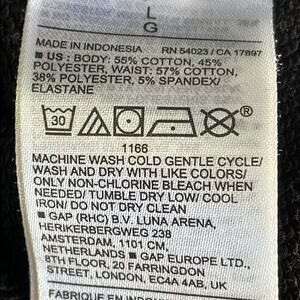 L
G
MADE IN INDONESIA RN 54023 / CA 17897
■ US : BODY: 55% COTTON, 45%
POLYESTER, WAIST: 57% COTTON,
38% POLYESTER, 5% SPANDEX/
ELASTANE
30 ®
1166
MACHINE WASH COLD GENTLE CYCLE/
WASH AND DRY WITH LIKE COLORS/
ONLY NON-CHLORINE BLEACH WHEN
NEEDED/ TUMBLE DRY LOW/ COOL
IRON/ DO NOT DRY CLEAN
■ GAP (RHC) B.V. LUNA ARENA,
HERIKERBERGWEG 238
AMSTERDAM, 1101 CM,
NETHERLANDS ■ GAP EUROPE LTD.,
8TH FLOOR, 20 FARRINGDON
STREET, LONDON, EC4A 4AB, UK
FABRIQUÉ EN